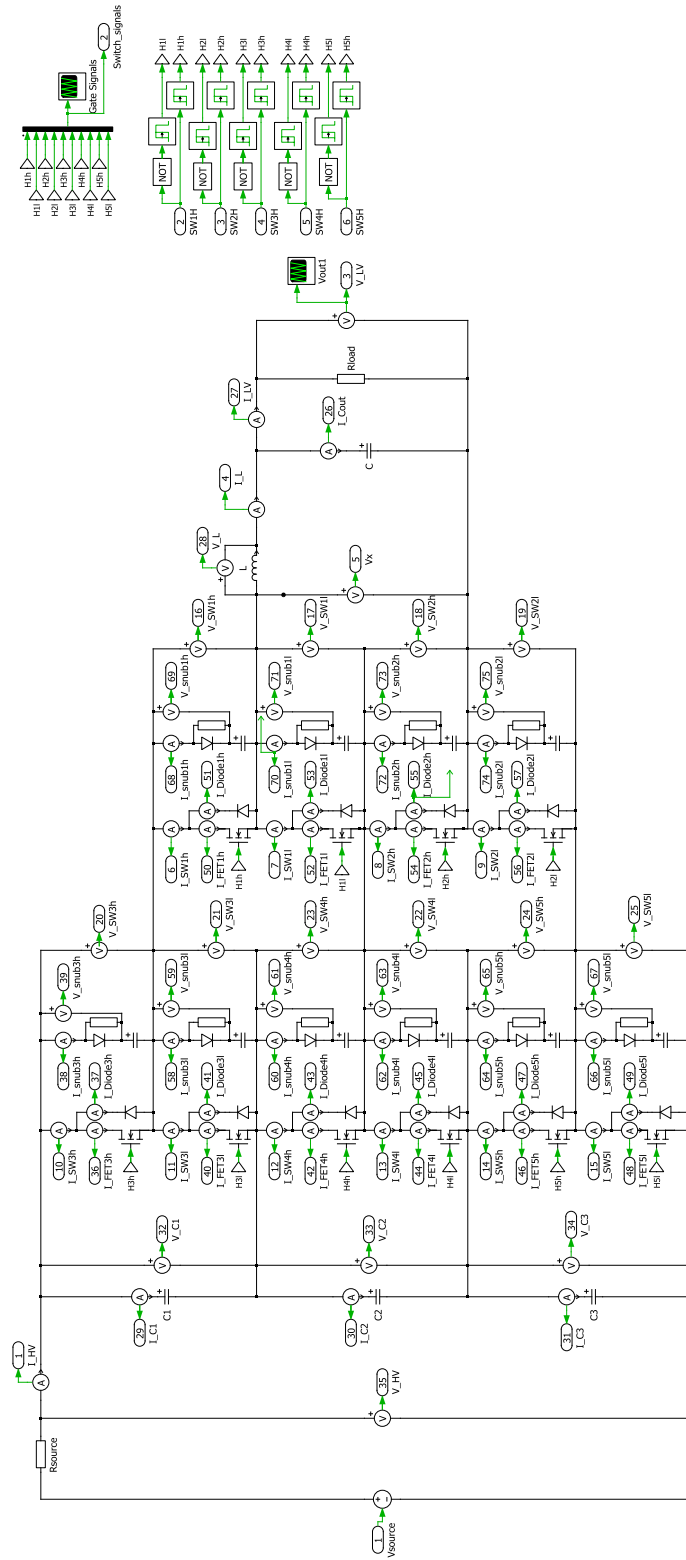 H1h
H1l
H2h
H2l
H3h
H3l
H4h
H4l
H5h
H5l
Gate Signals
2
Switch_signals
2
SW1H
NOT
H1l
H1h
3
SW2H
NOT
H2l
H2h
4
SW3H
NOT
H3l
H3h
5
SW4H
NOT
H4l
H4h
6
SW5H
NOT
H5l
H5h
1
Vsource
Rsource
1
I_HV
A
35
V_HV
V
29
I_C1
A
C1
32
V_C1
V
30
I_C2
A
C2
33
V_C2
V
31
I_C3
A
C3
34
V_C3
V
10
I_SW3h
A
36
I_FET3h
A
37
I_Diode3h
A
H3h
38
I_snub3h
A
39
V_snub3h
V
20
V_SW3h
V
11
I_SW3l
A
40
I_FET3l
A
41
I_Diode3l
A
H3l
58
I_snub3l
A
59
V_snub3l
V
21
V_SW3l
V
12
I_SW4h
A
42
I_FET4h
A
43
I_Diode4h
A
H4h
60
I_snub4h
A
61
V_snub4h
V
23
V_SW4h
V
13
I_SW4l
A
44
I_FET4l
A
45
I_Diode4l
A
H4l
62
I_snub4l
A
63
V_snub4l
V
22
V_SW4l
V
14
I_SW5h
A
46
I_FET5h
A
47
I_Diode5h
A
H5h
64
I_snub5h
A
65
V_snub5h
V
24
V_SW5h
V
15
I_SW5l
A
48
I_FET5l
A
49
I_Diode5l
A
H5l
66
I_snub5l
A
67
V_snub5l
V
25
V_SW5l
V
6
I_SW1h
A
50
I_FET1h
A
51
I_Diode1h
A
H1h
68
I_snub1h
A
69
V_snub1h
V
16
V_SW1h
V
7
I_SW1l
A
52
I_FET1l
A
53
I_Diode1l
A
H1l
70
I_snub1l
A
71
V_snub1l
V
17
V_SW1l
V
8
I_SW2h
A
54
I_FET2h
A
55
I_Diode2h
A
H2h
72
I_snub2h
A
73
V_snub2h
V
18
V_SW2h
V
9
I_SW2l
A
56
I_FET2l
A
57
I_Diode2l
A
H2l
74
I_snub2l
A
75
V_snub2l
V
19
V_SW2l
V
28
V_L
V
L
5
Vx
V
4
I_L
A
26
I_Cout
A
C
27
I_LV
A
Rload
Vout1
3
V_LV
V